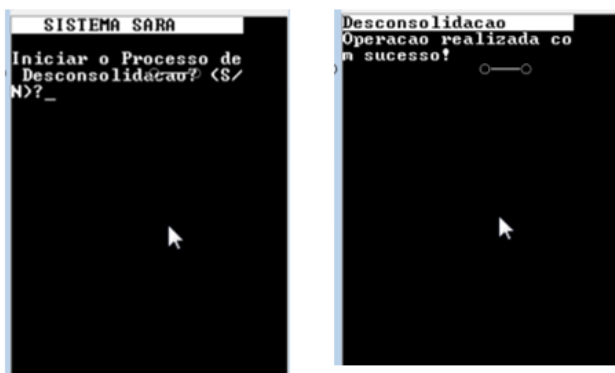 SISTEMA SARA
Iniciar o Processo de
Desconsolidacao? (S/
N)?_
Desconsolidacao
Operacao realizada co
m sucesso!